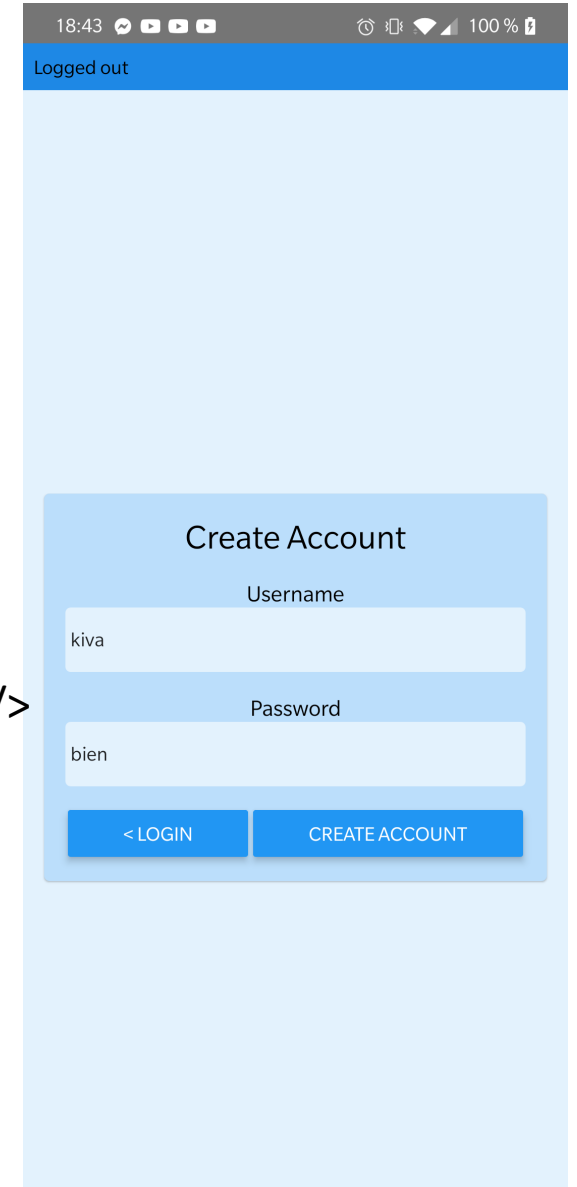 18:43 100 %
Logged out
Create Account
Username
kiva
/>
Password
bien
< LOGIN CREATE ACCOUNT